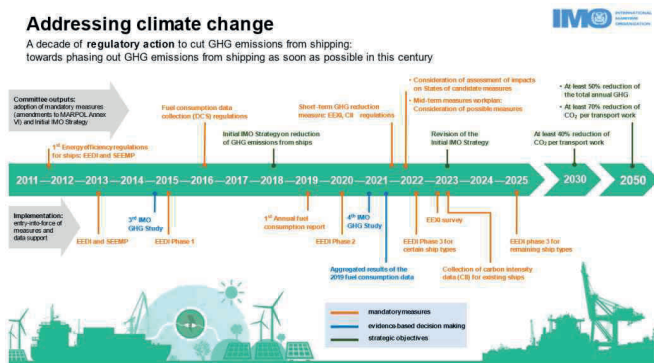 Addressing climate change
IMO
INTERNATIONAL
MARITIME
ORGANIZATION
A decade of regulatory action to cut GHG emissions from shipping:
towards phasing out GHG emissions from shipping as soon as possible in this century
Committee outputs:
adoption of mandatory measures
(amendments to MARPOL Annex
VI) and Initial IMO Strategy
1st Energy efficiency regulations
for ships: EEDI and SEEMP
Fuel consumption data
collection (DCS) regulations
Initial IMO Strategy on reduction
of GHG emissions from ships
Short-term GHG reduction
measure: EEXI, CII regulations
• Consideration of assessment of impacts
on States of candidate measures
• Mid-term measures workplan:
Consideration of possible measures
Revision of the
Initial IMO Strategy
At least 40% reduction of
CO2 per transport work
• At least 50% reduction of
the total annual GHG
• At least 70% reduction of
CO2 per transport work
2011—2012—2013—2014—2015—2016—2017—2018—2019—2020—2021—2022—2023—2024—2025
2030
2050
Implementation:
entry-into-force of
measures and
data support
EEDI and SEEMP
3rd IMO
GHG Study
EEDI Phase 1
1st Annual fuel
consumption report
EEDI Phase 2
4th IMO
GHG Study
Aggregated results of the
2019 fuel consumption data
EEDI Phase 3 for
certain ship types
EEXI survey
Collection of carbon intensity
data (CII) for existing ships
EEDI phase 3 for
remaining ship types
mandatory measures
evidence-based decision making
strategic objectives